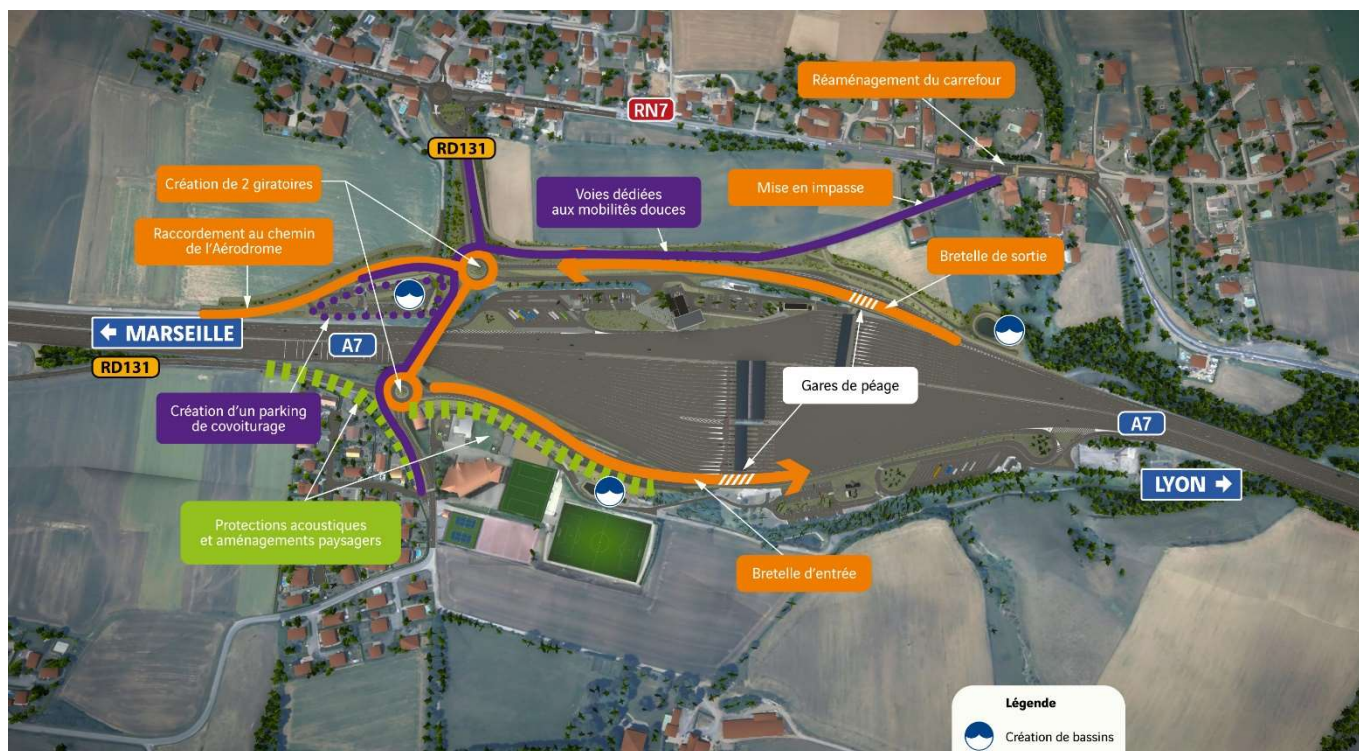 Réaménagement du carrefour
RN7
RD131
Création de 2 giratoires
Voies dédiées
aux mobilités douces
Mise en impasse
Raccordement au chemin
de l'Aérodrome
Bretelle de sortie
← MARSEILLE
A7
RD131
Gares de péage
Création d'un parking
de covoiturage
A7
LYON →
Protections acoustiques
et aménagements paysagers
Bretelle d'entrée
Légende
Création de bassins